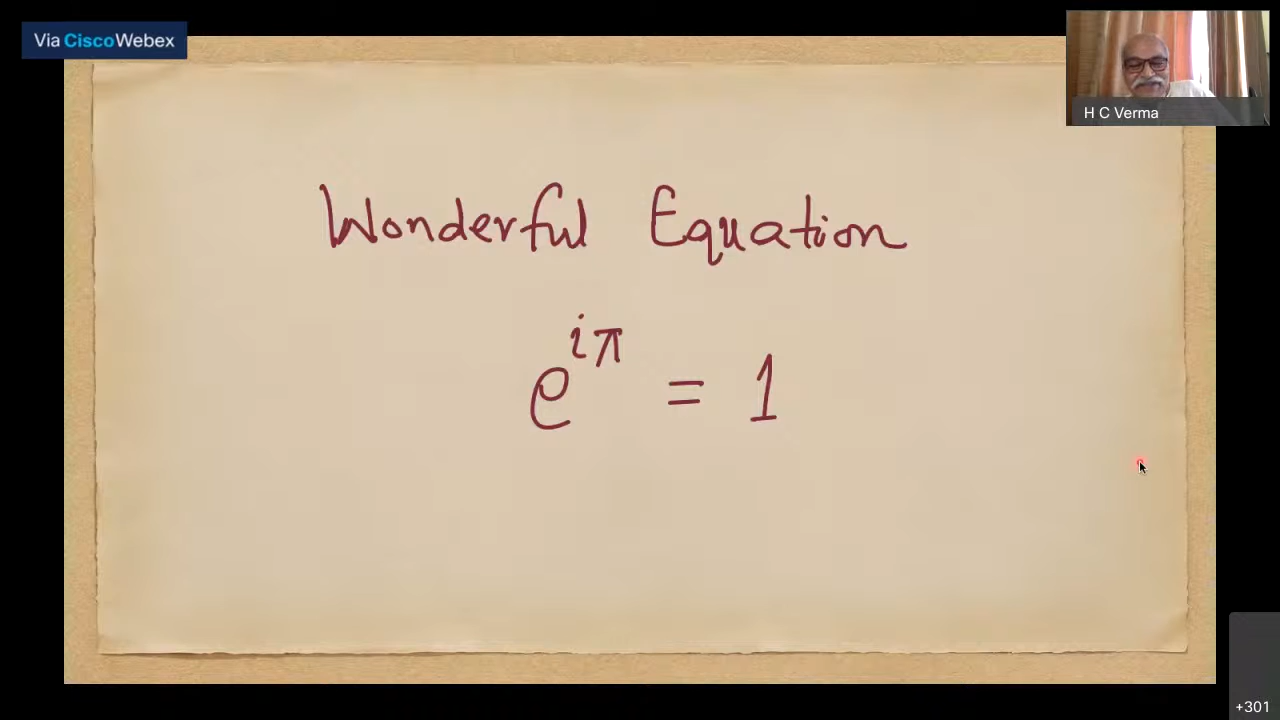 Via CiscoWebex
H C Verma
Wonderful Equation
e^{iπ} = 1
+301